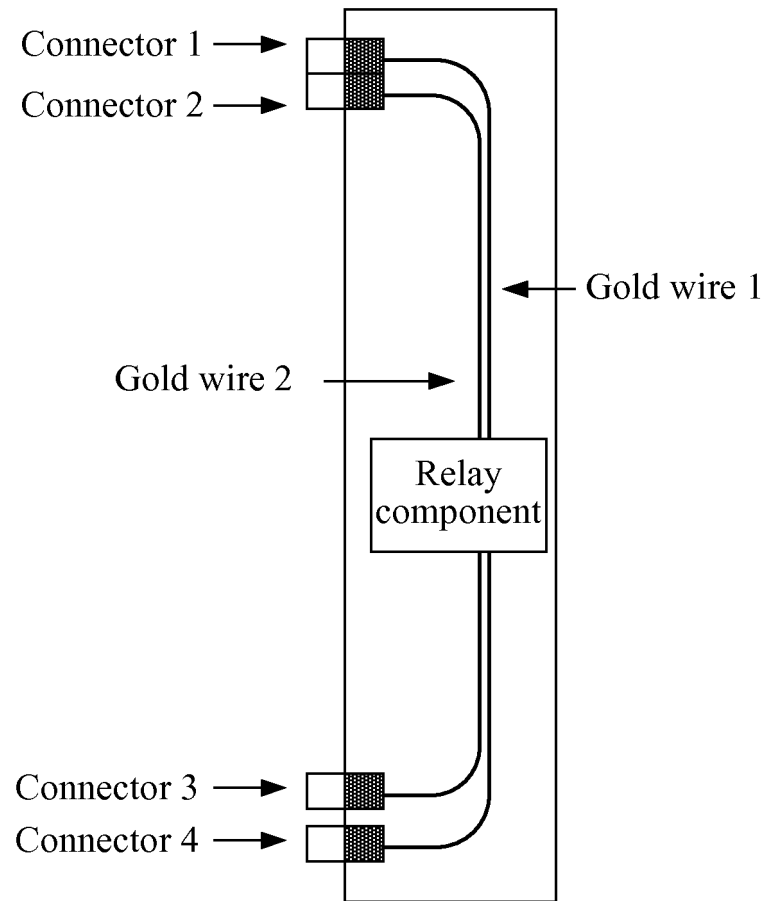 Connector 1
Connector 2
Gold wire 1
Gold wire 2
Relay
component
Connector 3
Connector 4